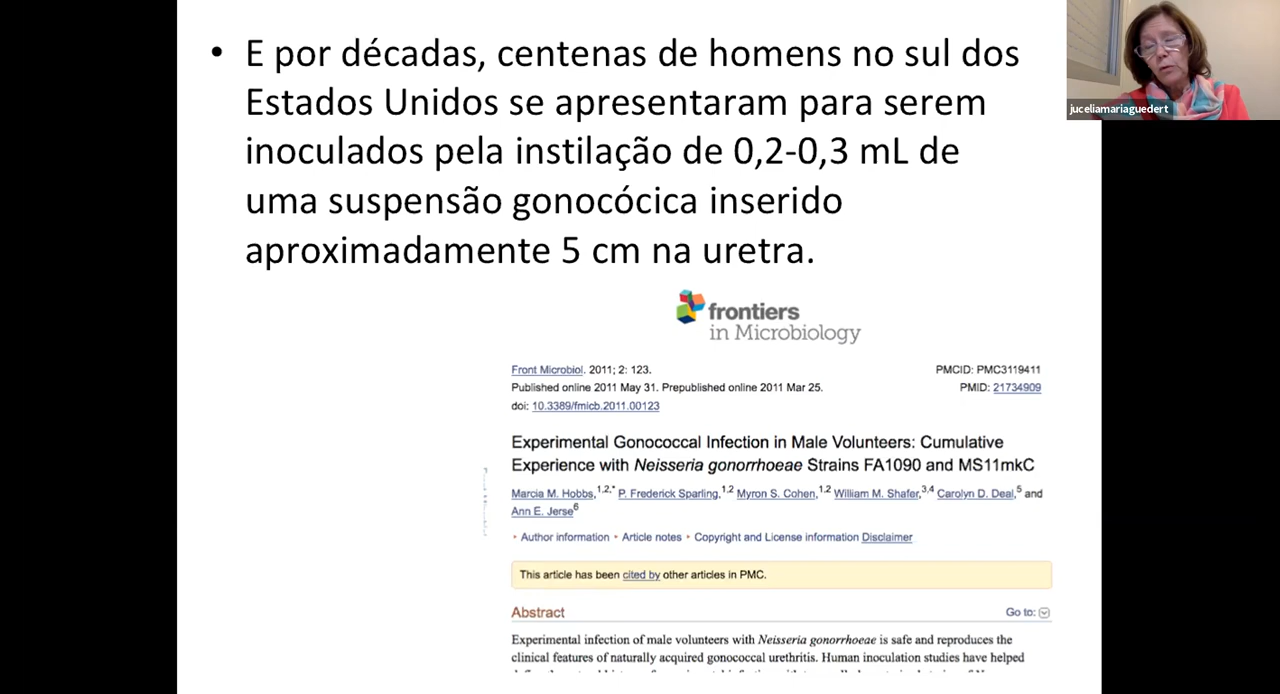 • E por décadas, centenas de homens no sul dos
Estados Unidos se apresentaram para serem
inoculados pela instilação de 0,2-0,3 mL de
uma suspensão gonocócica inserido
aproximadamente 5 cm na uretra.
juceliamariaguedert
frontiers
in Microbiology
Front Microbiol. 2011; 2: 123. PMCID: PMC3119411
Published online 2011 May 31. Prepublished online 2011 Mar 25. PMID: 21734909
doi: 10.3389/fmicb.2011.00123
Experimental Gonococcal Infection in Male Volunteers: Cumulative
Experience with Neisseria gonorrhoeae Strains FA1090 and MS11mkC
Marcia M. Hobbs,1,2,* P. Frederick Sparling,1,2 Myron S. Cohen,1,2 William M. Shafer,3,4 Carolyn D. Deal,5 and
Ann E. Jerse6
‣ Author information ‣ Article notes ‣ Copyright and License information Disclaimer
This article has been cited by other articles in PMC.
Abstract Go to:
Experimental infection of male volunteers with Neisseria gonorrhoeae is safe and reproduces the
clinical features of naturally acquired gonococcal urethritis. Human inoculation studies have helped